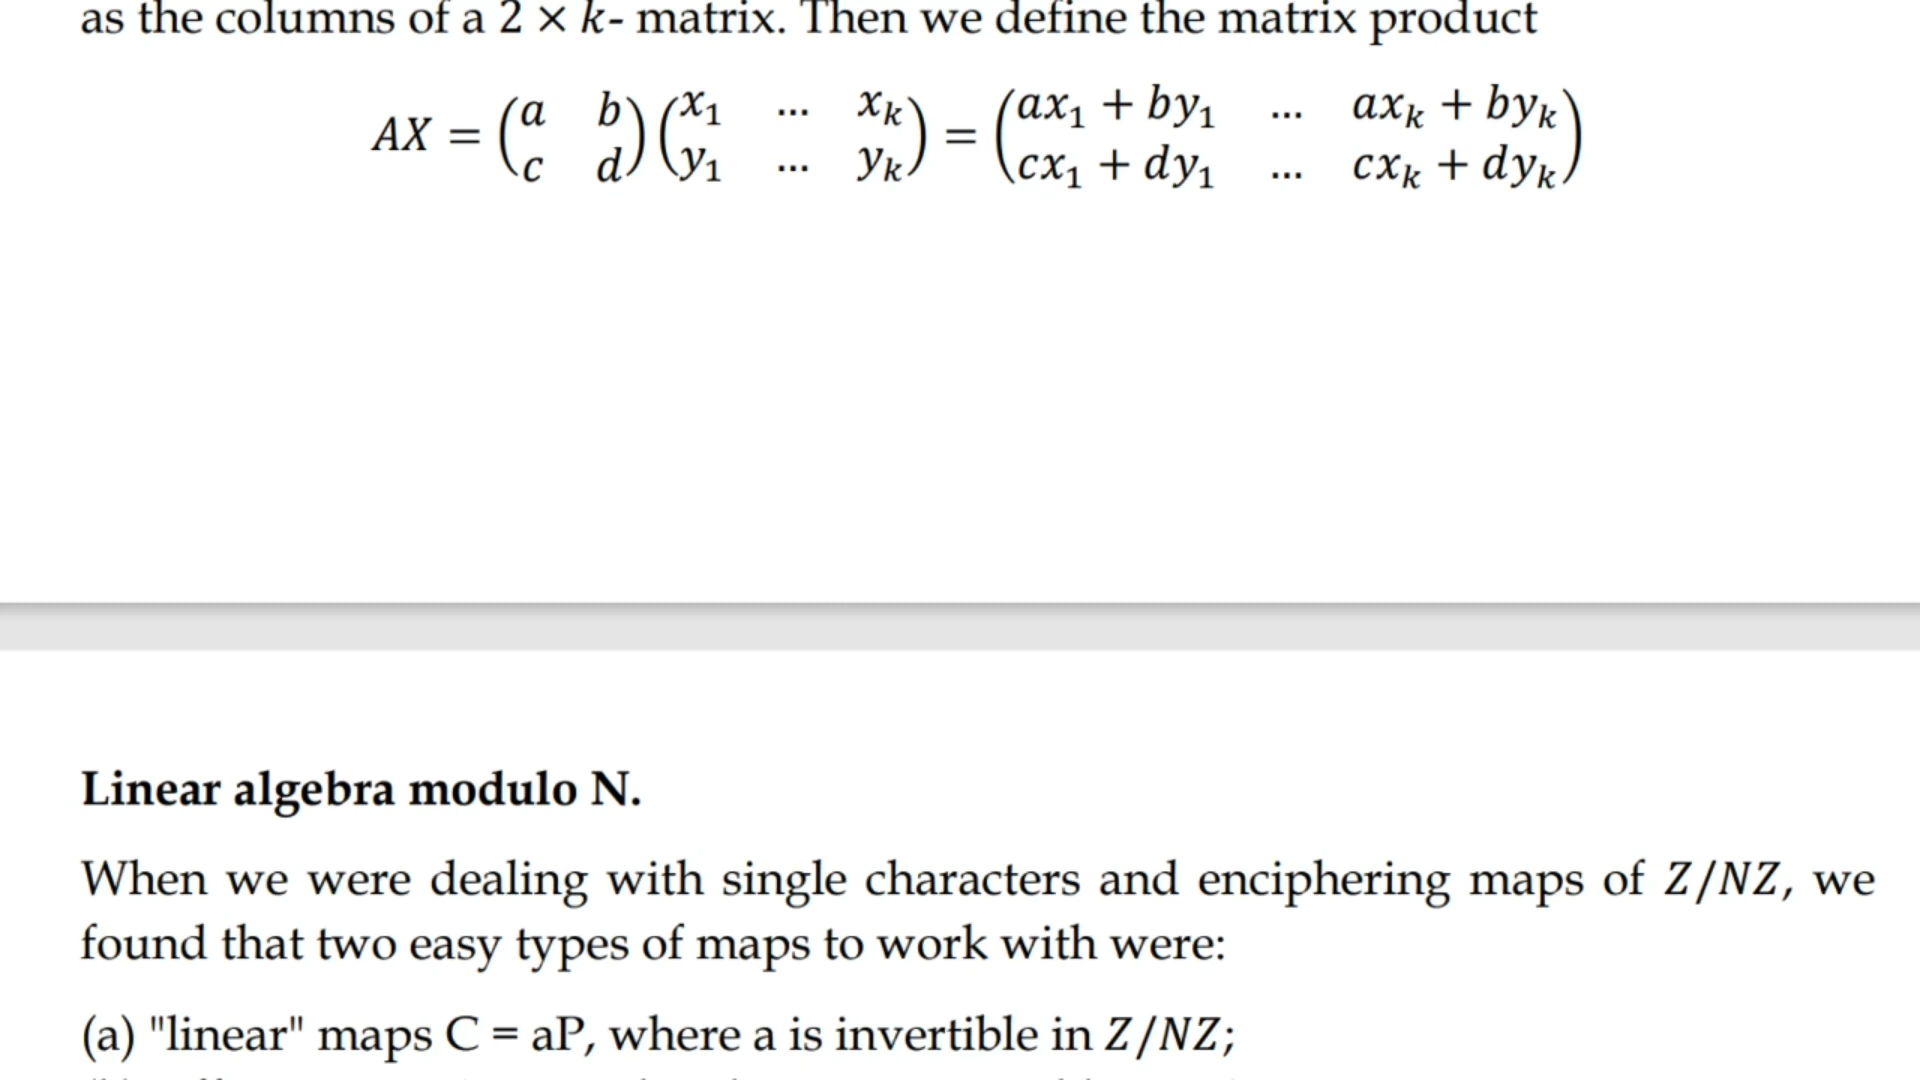 as the columns of a 2 × k- matrix. Then we define the matrix product
AX = (a b; c d)(x₁ ... xₖ; y₁ ... yₖ) = (ax₁ + by₁ ... axₖ + byₖ; cx₁ + dy₁ ... cxₖ + dyₖ)
Linear algebra modulo N.
When we were dealing with single characters and enciphering maps of Z/NZ, we
found that two easy types of maps to work with were:
(a) "linear" maps C = aP, where a is invertible in Z/NZ;